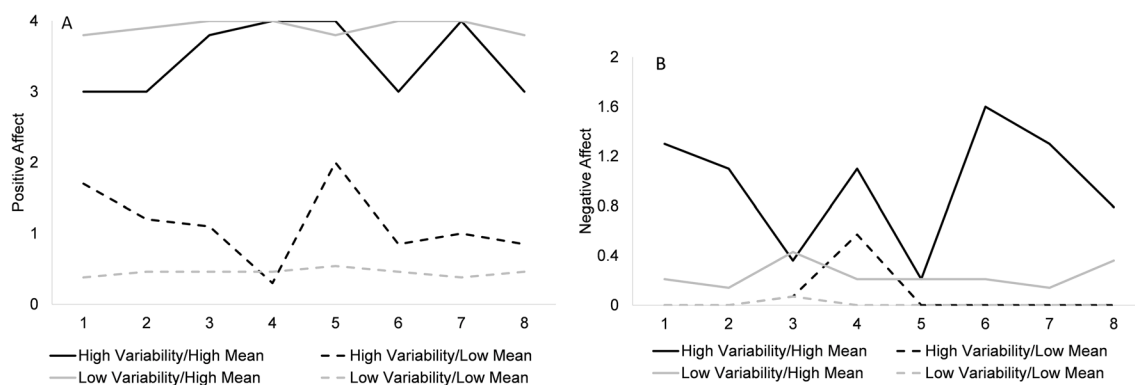 A
Positive Affect
4
3
2
1
0
1 2 3 4 5 6 7 8
High Variability/High Mean High Variability/Low Mean
Low Variability/High Mean Low Variability/Low Mean
B
Negative Affect
2
1.6
1.2
0.8
0.4
0
1 2 3 4 5 6 7 8
High Variability/High Mean High Variability/Low Mean
Low Variability/High Mean Low Variability/Low Mean